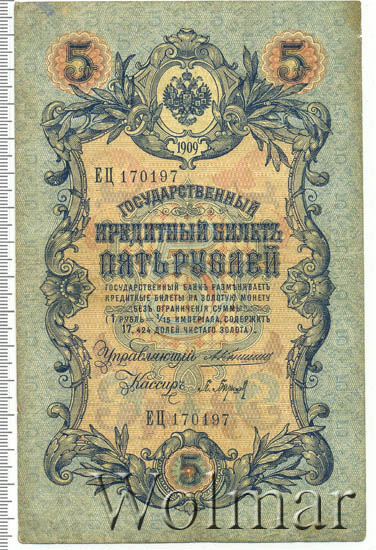 5 5
1909
ЕЦ 170197
ГОСУДАРСТВЕННЫЙ
КРЕДИТНЫЙ БИЛЕТЪ
ПЯТЬ РУБЛЕЙ
ГОСУДАРСТВЕННЫЙ БАНКЪ РАЗМѢНИВАЕТЪ
КРЕДИТНЫЕ БИЛЕТЫ НА ЗОЛОТУЮ МОНЕТУ
БЕЗЪ ОГРАНИЧЕНІЯ СУММЫ
(1 РУБЛЬ = 1/15 ИМПЕРІАЛА, СОДЕРЖИТЪ
17,424 ДОЛЕЙ ЧИСТАГО ЗОЛОТА).
Управляющій
Кассиръ
ЕЦ 170197
5
Wolmar